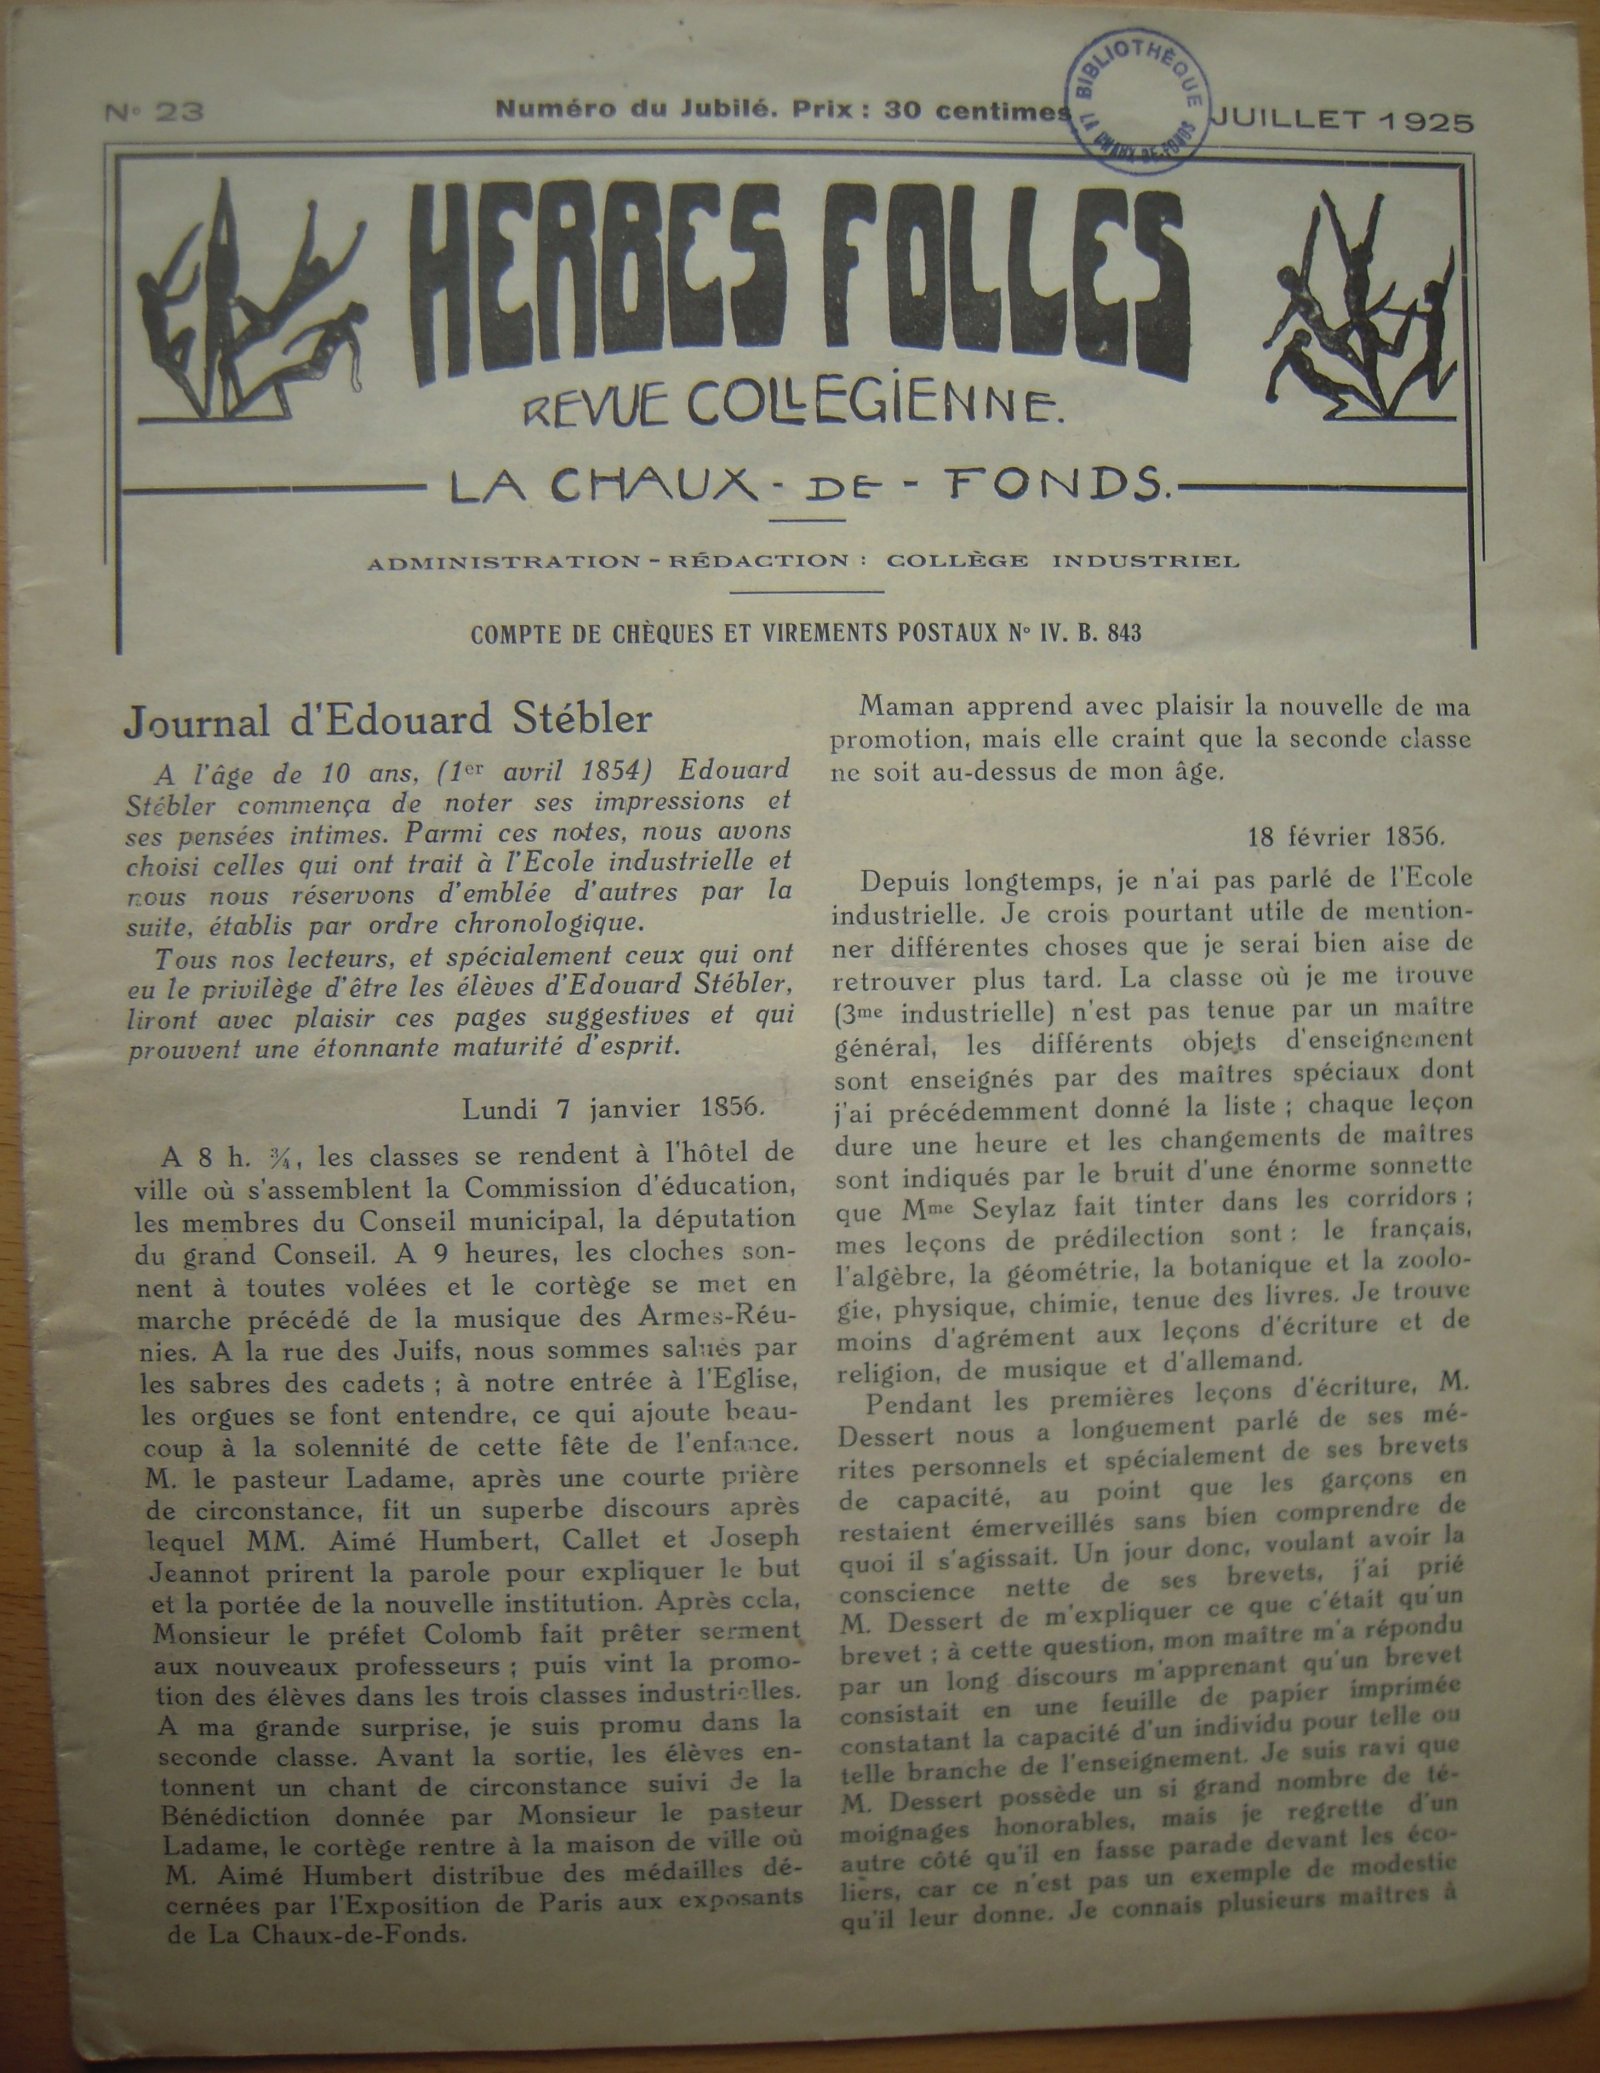 Nº 23
Numéro du Jubilé. Prix : 30 centimes
BIBLIOTHÈQUE
LA CHAUX-DE-FONDS
JUILLET 1925
HERBES FOLLES
REVUE COLLEGIENNE.
LA CHAUX-DE-FONDS.
ADMINISTRATION - RÉDACTION : COLLÈGE INDUSTRIEL
COMPTE DE CHÈQUES ET VIREMENTS POSTAUX Nº IV. B. 843
Journal d'Edouard Stébler
A l'âge de 10 ans, (1er avril 1854) Edouard
Stébler commença de noter ses impressions et
ses pensées intimes. Parmi ces notes, nous avons
choisi celles qui ont trait à l'Ecole industrielle et
nous nous réservons d'emblée d'autres par la
suite, établis par ordre chronologique.
Tous nos lecteurs, et spécialement ceux qui ont
eu le privilège d'être les élèves d'Edouard Stébler,
liront avec plaisir ces pages suggestives et qui
prouvent une étonnante maturité d'esprit.
Lundi 7 janvier 1856.
A 8 h. ¾, les classes se rendent à l'hôtel de
ville où s'assemblent la Commission d'éducation,
les membres du Conseil municipal, la députation
du grand Conseil. A 9 heures, les cloches son-
nent à toutes volées et le cortège se met en
marche précédé de la musique des Armes-Réu-
nies. A la rue des Juifs, nous sommes salués par
les sabres des cadets ; à notre entrée à l'Eglise,
les orgues se font entendre, ce qui ajoute beau-
coup à la solennité de cette fête de l'enfance.
M. le pasteur Ladame, après une courte prière
de circonstance, fit un superbe discours après
lequel MM. Aimé Humbert, Callet et Joseph
Jeannot prirent la parole pour expliquer le but
et la portée de la nouvelle institution. Après cela,
Monsieur le préfet Colomb fait prêter serment
aux nouveaux professeurs ; puis vint la promo-
tion des élèves dans les trois classes industrielles.
A ma grande surprise, je suis promu dans la
seconde classe. Avant la sortie, les élèves en-
tonnent un chant de circonstance suivi de la
Bénédiction donnée par Monsieur le pasteur
Ladame, le cortège rentre à la maison de ville où
M. Aimé Humbert distribue des médailles dé-
cernées par l'Exposition de Paris aux exposants
de La Chaux-de-Fonds.
Maman apprend avec plaisir la nouvelle de ma
promotion, mais elle craint que la seconde classe
ne soit au-dessus de mon âge.
18 février 1856.
Depuis longtemps, je n'ai pas parlé de l'Ecole
industrielle. Je crois pourtant utile de mention-
ner différentes choses que je serai bien aise de
retrouver plus tard. La classe où je me trouve
(3me industrielle) n'est pas tenue par un maître
général, les différents objets d'enseignement
sont enseignés par des maîtres spéciaux dont
j'ai précédemment donné la liste ; chaque leçon
dure une heure et les changements de maîtres
sont indiqués par le bruit d'une énorme sonnette
que Mme Seylaz fait tinter dans les corridors ;
mes leçons de prédilection sont : le français,
l'algèbre, la géométrie, la botanique et la zoolo-
gie, physique, chimie, tenue des livres. Je trouve
moins d'agrément aux leçons d'écriture et de
religion, de musique et d'allemand.
Pendant les premières leçons d'écriture, M.
Dessert nous a longuement parlé de ses mé-
rites personnels et spécialement de ses brevets
de capacité, au point que les garçons en
restaient émerveillés sans bien comprendre de
quoi il s'agissait. Un jour donc, voulant avoir la
conscience nette de ses brevets, j'ai prié
M. Dessert de m'expliquer ce que c'était qu'un
brevet ; à cette question, mon maître m'a répondu
par un long discours m'apprenant qu'un brevet
consistait en une feuille de papier imprimée
constatant la capacité d'un individu pour telle ou
telle branche de l'enseignement. Je suis ravi que
M. Dessert possède un si grand nombre de té-
moignages honorables, mais je regrette d'un
autre côté qu'il en fasse parade devant les éco-
liers, car ce n'est pas un exemple de modestie
qu'il leur donne. Je connais plusieurs maîtres à